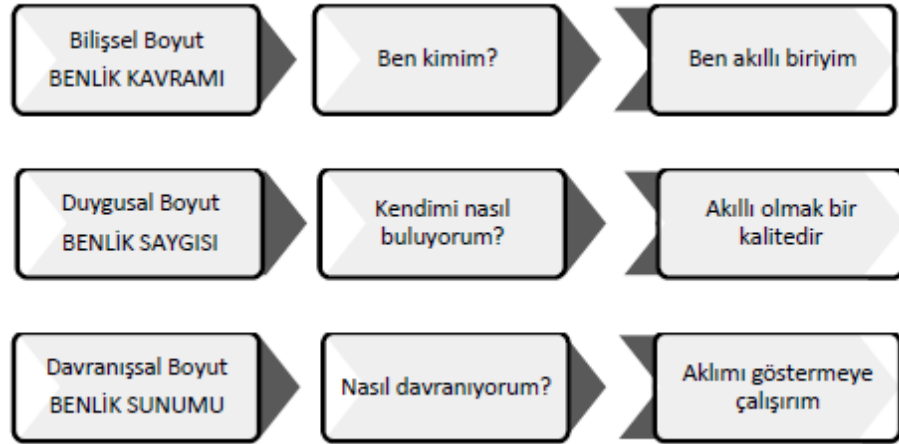 Bilişsel Boyut
BENLİK KAVRAMI
Ben kimim?
Ben akıllı biriyim
Duygusal Boyut
BENLİK SAYGISI
Kendimi nasıl
buluyorum?
Akıllı olmak bir
kalitedir
Davranışsal Boyut
BENLİK SUNUMU
Nasıl davranıyorum?
Aklımı göstermeye
çalışırım